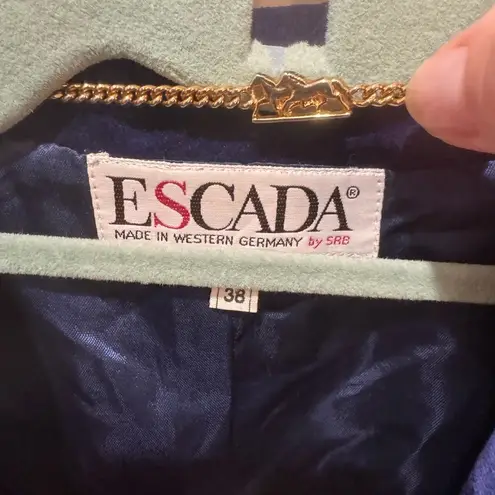 ESCADA®
MADE IN WESTERN GERMANY by SRB
38